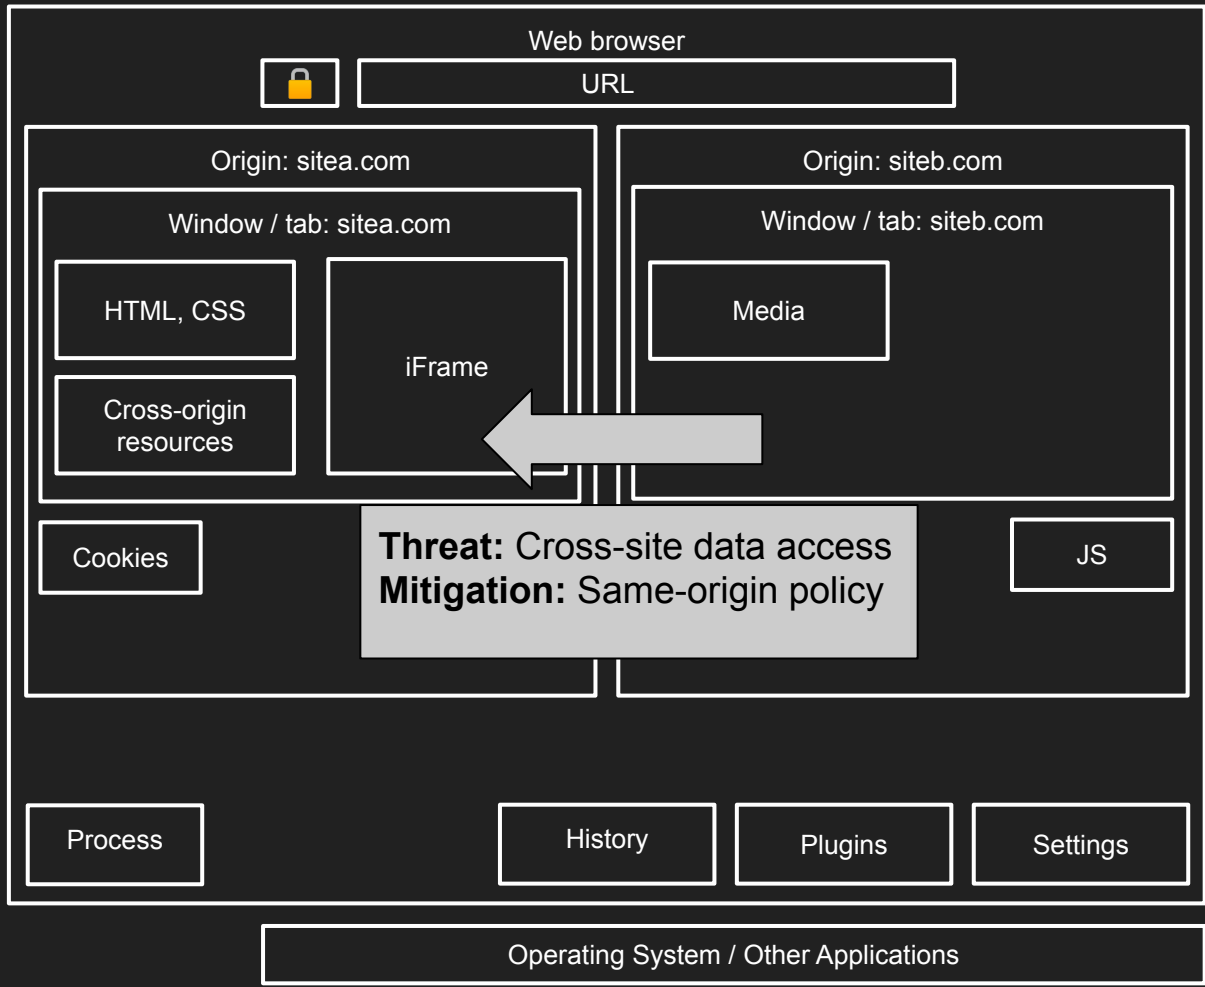 Web browser
URL
Origin: sitea.com
Origin: siteb.com
Window / tab: sitea.com
Window / tab: siteb.com
HTML, CSS
iFrame
Media
Cross-origin
resources
Threat: Cross-site data access
Mitigation: Same-origin policy
Cookies
JS
Process
History
Plugins
Settings
Operating System / Other Applications